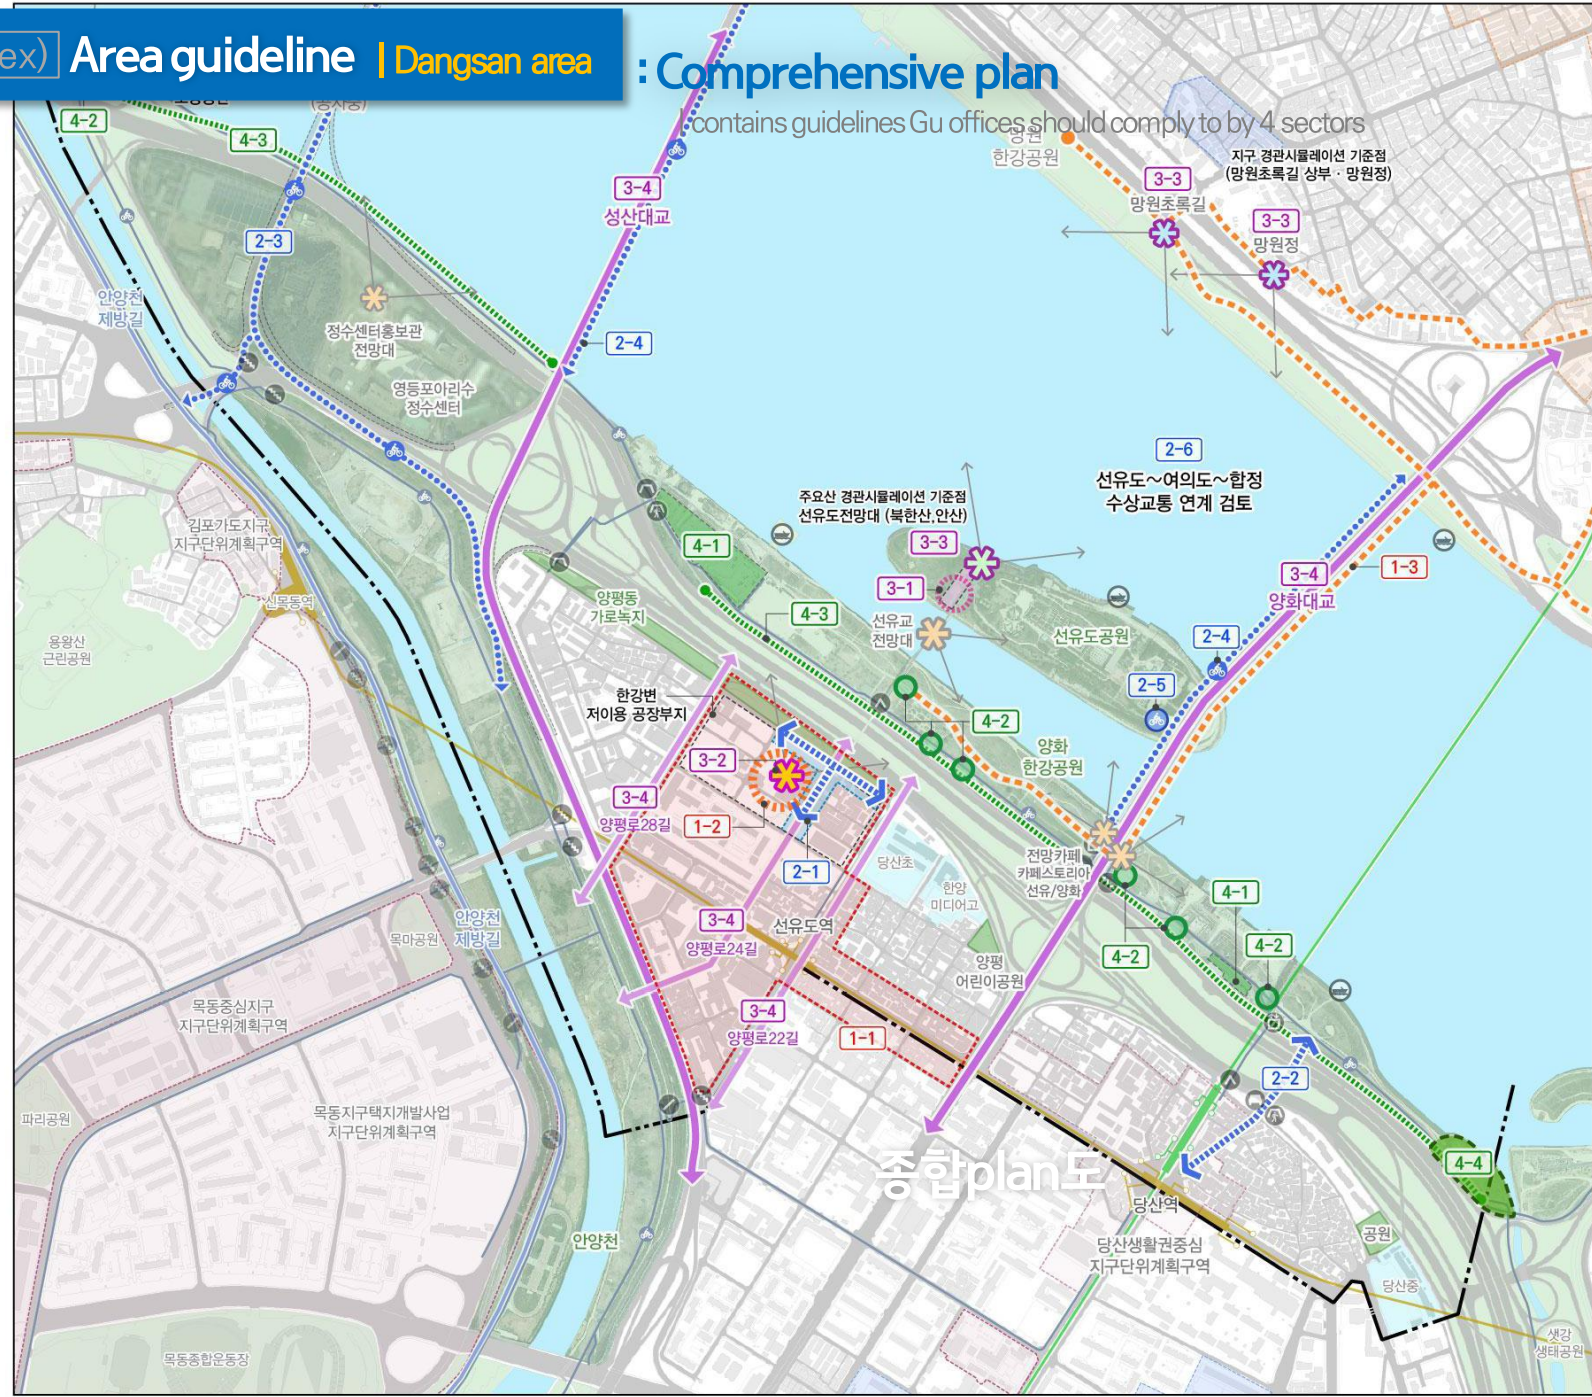 ex) Area guideline | Dangsan area : Comprehensive plan
| contains guidelines Gu offices should comply to by 4 sectors
4-2
4-3
2-3
안양천
제방길
정수센터홍보관
전망대
영등포아리수
정수센터
3-4
성산대교
2-4
망원
한강공원
지구 경관시뮬레이션 기준점
(망원초록길 상부 · 망원정)
3-3
망원초록길
3-3
망원정
2-6
선유도~여의도~합정
수상교통 연계 검토
주요산 경관시뮬레이션 기준점
선유도전망대 (북한산,안산)
3-3
3-1
선유교
전망대
선유도공원
3-4
양화대교
1-3
2-4
2-5
김포가도지구
지구단위계획구역
신목동역
용왕산
근린공원
4-1
양평동
가로녹지
4-3
한강변
저이용 공장부지
4-2
양화
한강공원
3-2
3-4
양평로28길
1-2
2-1
당산초
한양
미디어고
전망카페
카페스토리아
선유/양화
4-1
4-2
4-2
3-4
양평로24길
선유도역
양평
어린이공원
안양천
제방길
목마공원
목동중심지구
지구단위계획구역
3-4
양평로22길
1-1
2-2
파리공원
목동지구택지개발사업
지구단위계획구역
종합plan도
4-4
당산역
안양천
당산생활권중심
지구단위계획구역
공원
당산중
목동종합운동장
샛강
생태공원